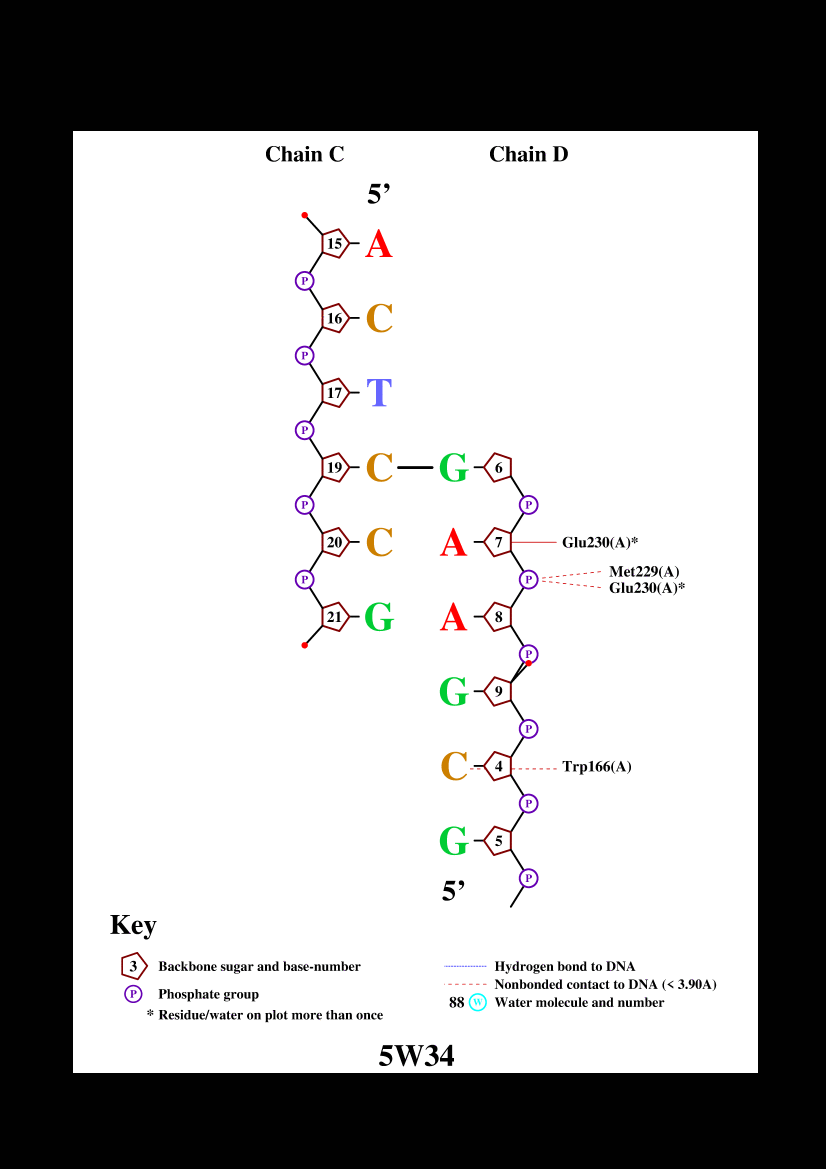 Chain C Chain D
5’
15 A
P
16 C
P
17 T
P
19 C G 6
P P
20 C A 7 Glu230(A)*
P P Met229(A)
Glu230(A)*
21 G A 8
P
G 9
P
C 4 Trp166(A)
P
G 5
P
5’
Key
3 Backbone sugar and base-number
P Phosphate group
* Residue/water on plot more than once
Hydrogen bond to DNA
Nonbonded contact to DNA (< 3.90A)
88 W Water molecule and number
5W34